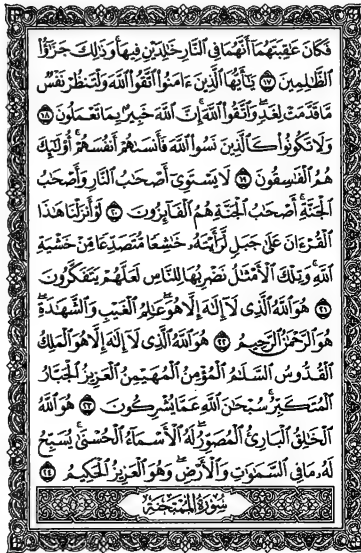 فَكَانَ عَٰقِبَتَهُمَآ أَنَّهُمَا فِى ٱلنَّارِ خَٰلِدَيْنِ فِيهَا ۚ وَذَٰلِكَ جَزَٰٓؤُا۟
ٱلظَّٰلِمِينَ ١٧ يَٰٓأَيُّهَا ٱلَّذِينَ ءَامَنُوا۟ ٱتَّقُوا۟ ٱللَّهَ وَلْتَنظُرْ نَفْسٌ
مَّا قَدَّمَتْ لِغَدٍ ۖ وَٱتَّقُوا۟ ٱللَّهَ ۚ إِنَّ ٱللَّهَ خَبِيرٌۢ بِمَا تَعْمَلُونَ ١٨
وَلَا تَكُونُوا۟ كَٱلَّذِينَ نَسُوا۟ ٱللَّهَ فَأَنسَىٰهُمْ أَنفُسَهُمْ ۚ أُو۟لَٰٓئِكَ
هُمُ ٱلْفَٰسِقُونَ ١٩ لَا يَسْتَوِىٓ أَصْحَٰبُ ٱلنَّارِ وَأَصْحَٰبُ
ٱلْجَنَّةِ ۚ أَصْحَٰبُ ٱلْجَنَّةِ هُمُ ٱلْفَآئِزُونَ ٢٠ لَوْ أَنزَلْنَا هَٰذَا
ٱلْقُرْءَانَ عَلَىٰ جَبَلٍ لَّرَأَيْتَهُۥ خَٰشِعًا مُّتَصَدِّعًا مِّنْ خَشْيَةِ
ٱللَّهِ ۚ وَتِلْكَ ٱلْأَمْثَٰلُ نَضْرِبُهَا لِلنَّاسِ لَعَلَّهُمْ يَتَفَكَّرُونَ
٢١ هُوَ ٱللَّهُ ٱلَّذِى لَآ إِلَٰهَ إِلَّا هُوَ ۖ عَٰلِمُ ٱلْغَيْبِ وَٱلشَّهَٰدَةِ ۖ
هُوَ ٱلرَّحْمَٰنُ ٱلرَّحِيمُ ٢٢ هُوَ ٱللَّهُ ٱلَّذِى لَآ إِلَٰهَ إِلَّا هُوَ ٱلْمَلِكُ
ٱلْقُدُّوسُ ٱلسَّلَٰمُ ٱلْمُؤْمِنُ ٱلْمُهَيْمِنُ ٱلْعَزِيزُ ٱلْجَبَّارُ
ٱلْمُتَكَبِّرُ ۚ سُبْحَٰنَ ٱللَّهِ عَمَّا يُشْرِكُونَ ٢٣ هُوَ ٱللَّهُ
ٱلْخَٰلِقُ ٱلْبَارِئُ ٱلْمُصَوِّرُ ۖ لَهُ ٱلْأَسْمَآءُ ٱلْحُسْنَىٰ ۚ يُسَبِّحُ
لَهُۥ مَا فِى ٱلسَّمَٰوَٰتِ وَٱلْأَرْضِ ۖ وَهُوَ ٱلْعَزِيزُ ٱلْحَكِيمُ ٢٤
سُورَةُ المُمْتَحَنَةِ